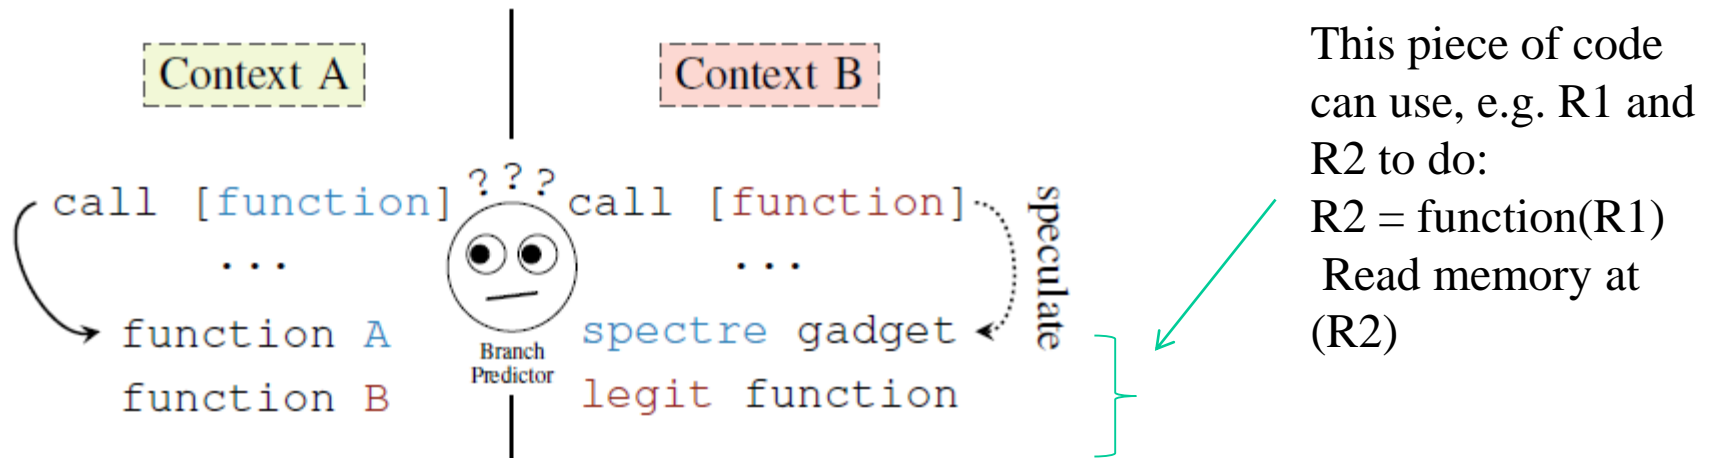 Context A
call [function]
...
function A
function B
? ? ?
Branch
Predictor
Context B
call [function]
...
spectre gadget
legit function
speculate
This piece of code
can use, e.g. R1 and
R2 to do:
R2 = function(R1)
Read memory at
(R2)